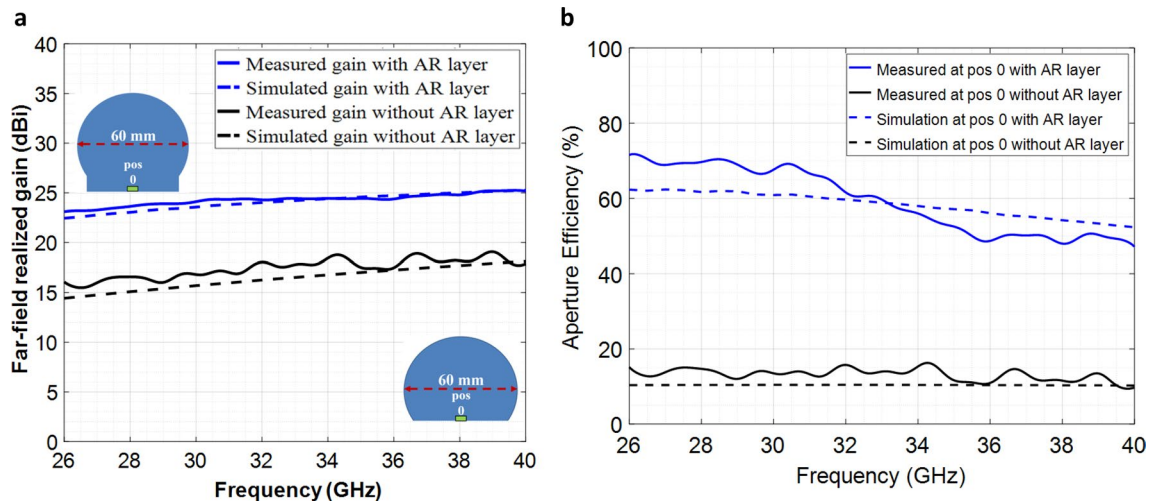 a
Far-field realized gain (dBi)
40
35
30
25
20
15
10
5
0
26
28
30
32
34
36
38
40
Frequency (GHz)
Measured gain with AR layer
Simulated gain with AR layer
Measured gain without AR layer
Simulated gain without AR layer
60 mm
pos
0
60 mm
pos
0
b
Aperture Efficiency (%)
100
80
60
40
20
0
26
28
30
32
34
36
38
40
Frequency (GHz)
Measured at pos 0 with AR layer
Measured at pos 0 without AR layer
Simulation at pos 0 with AR layer
Simulation at pos 0 without AR layer